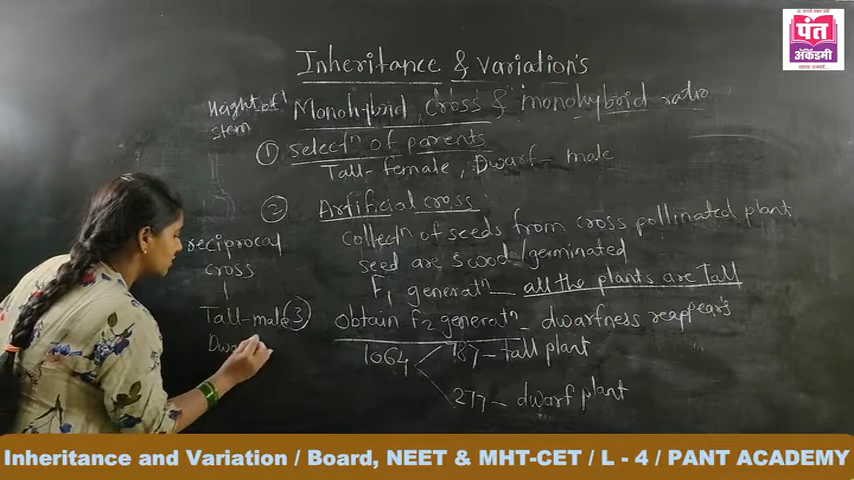 Inheritance & Variation's
Height of
stem
Monohybrid cross & monohybrid ratio
① selectⁿ of parents
Tall - female, Dwarf - male
② Artificial cross
reciprocal
cross
collectⁿ of seeds from cross pollinated plant
seed are sowed/germinated
F₁ generatⁿ - all the plants are Tall
Tall-male
③ obtain F₂ generatⁿ - dwarfness reappear's
1064
787 - tall plant
277 - dwarf plant
पंत
अ‍ॅकॅडमी
Inheritance and Variation / Board, NEET & MHT-CET / L - 4 / PANT ACADEMY